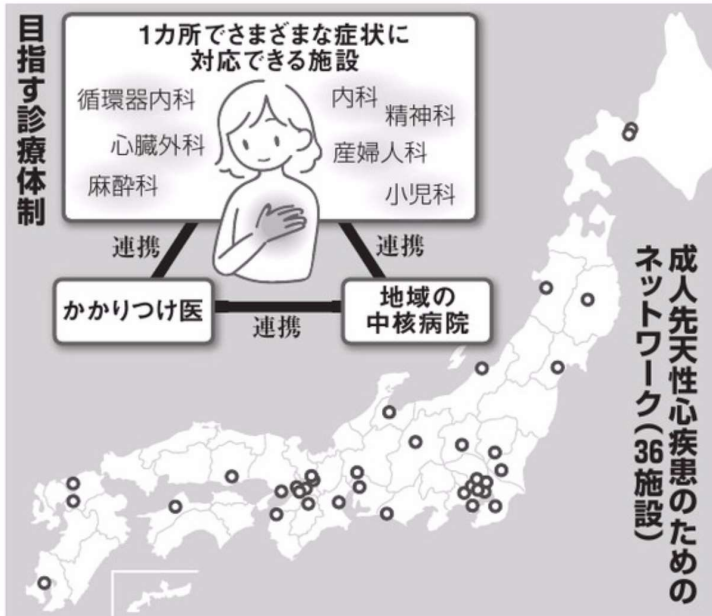 目指す診療体制
1カ所でさまざまな症状に
対応できる施設
循環器内科
心臓外科
麻酔科
内科
精神科
産婦人科
小児科
連携
連携
かかりつけ医
連携
地域の
中核病院
成人先天性心疾患のための
ネットワーク(36施設)